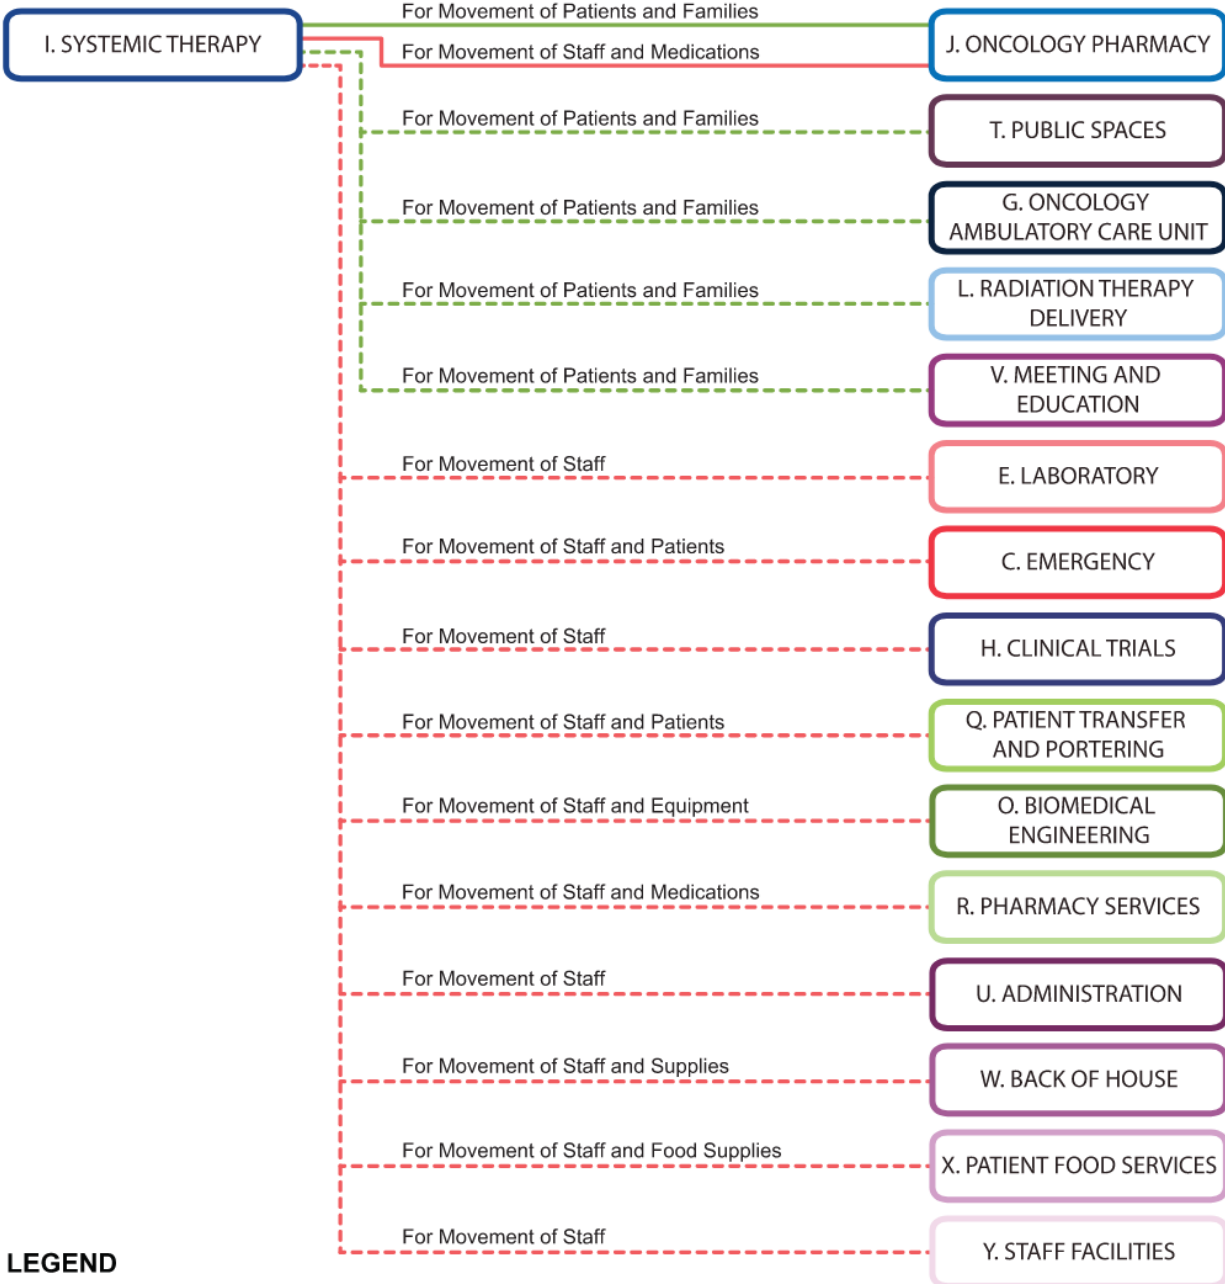 For Movement of Patients and Families
I. SYSTEMIC THERAPY
J. ONCOLOGY PHARMACY
For Movement of Staff and Medications
For Movement of Patients and Families
T. PUBLIC SPACES
For Movement of Patients and Families
G. ONCOLOGY
AMBULATORY CARE UNIT
For Movement of Patients and Families
L. RADIATION THERAPY
DELIVERY
For Movement of Patients and Families
V. MEETING AND
EDUCATION
For Movement of Staff
E. LABORATORY
For Movement of Staff and Patients
C. EMERGENCY
For Movement of Staff
H. CLINICAL TRIALS
For Movement of Staff and Patients
Q. PATIENT TRANSFER
AND PORTERING
For Movement of Staff and Equipment
O. BIOMEDICAL
ENGINEERING
For Movement of Staff and Medications
R. PHARMACY SERVICES
For Movement of Staff
U. ADMINISTRATION
For Movement of Staff and Supplies
W. BACK OF HOUSE
For Movement of Staff and Food Supplies
X. PATIENT FOOD SERVICES
For Movement of Staff
Y. STAFF FACILITIES
LEGEND